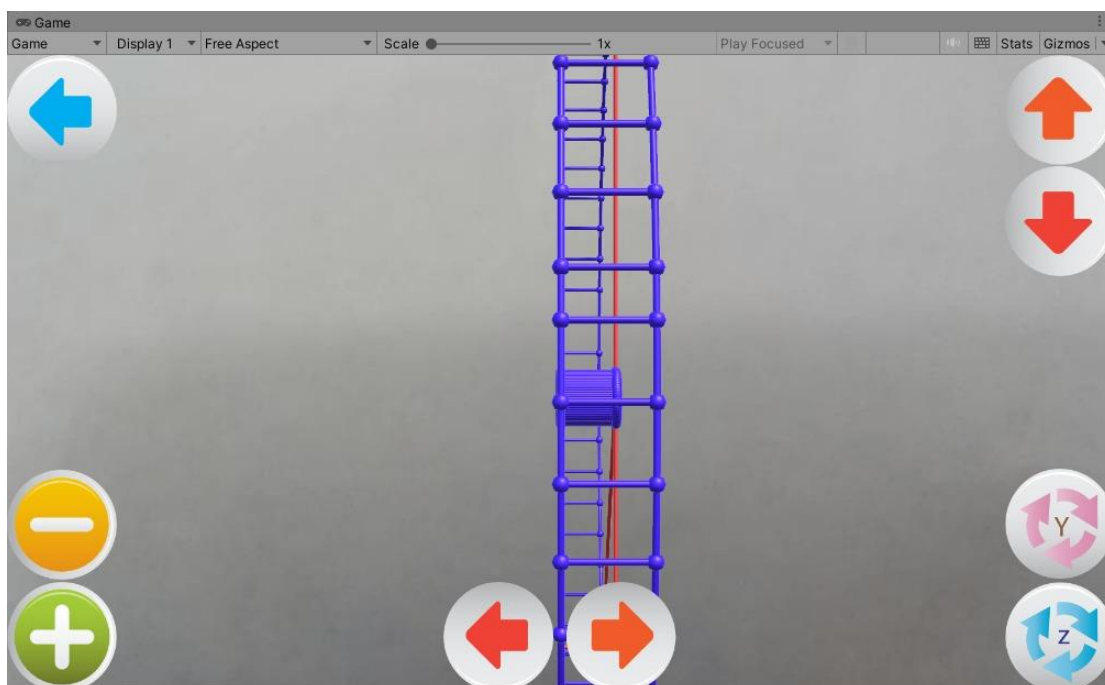 Game
Game Display 1 Free Aspect Scale 1x Play Focused Stats Gizmos
Y
Z